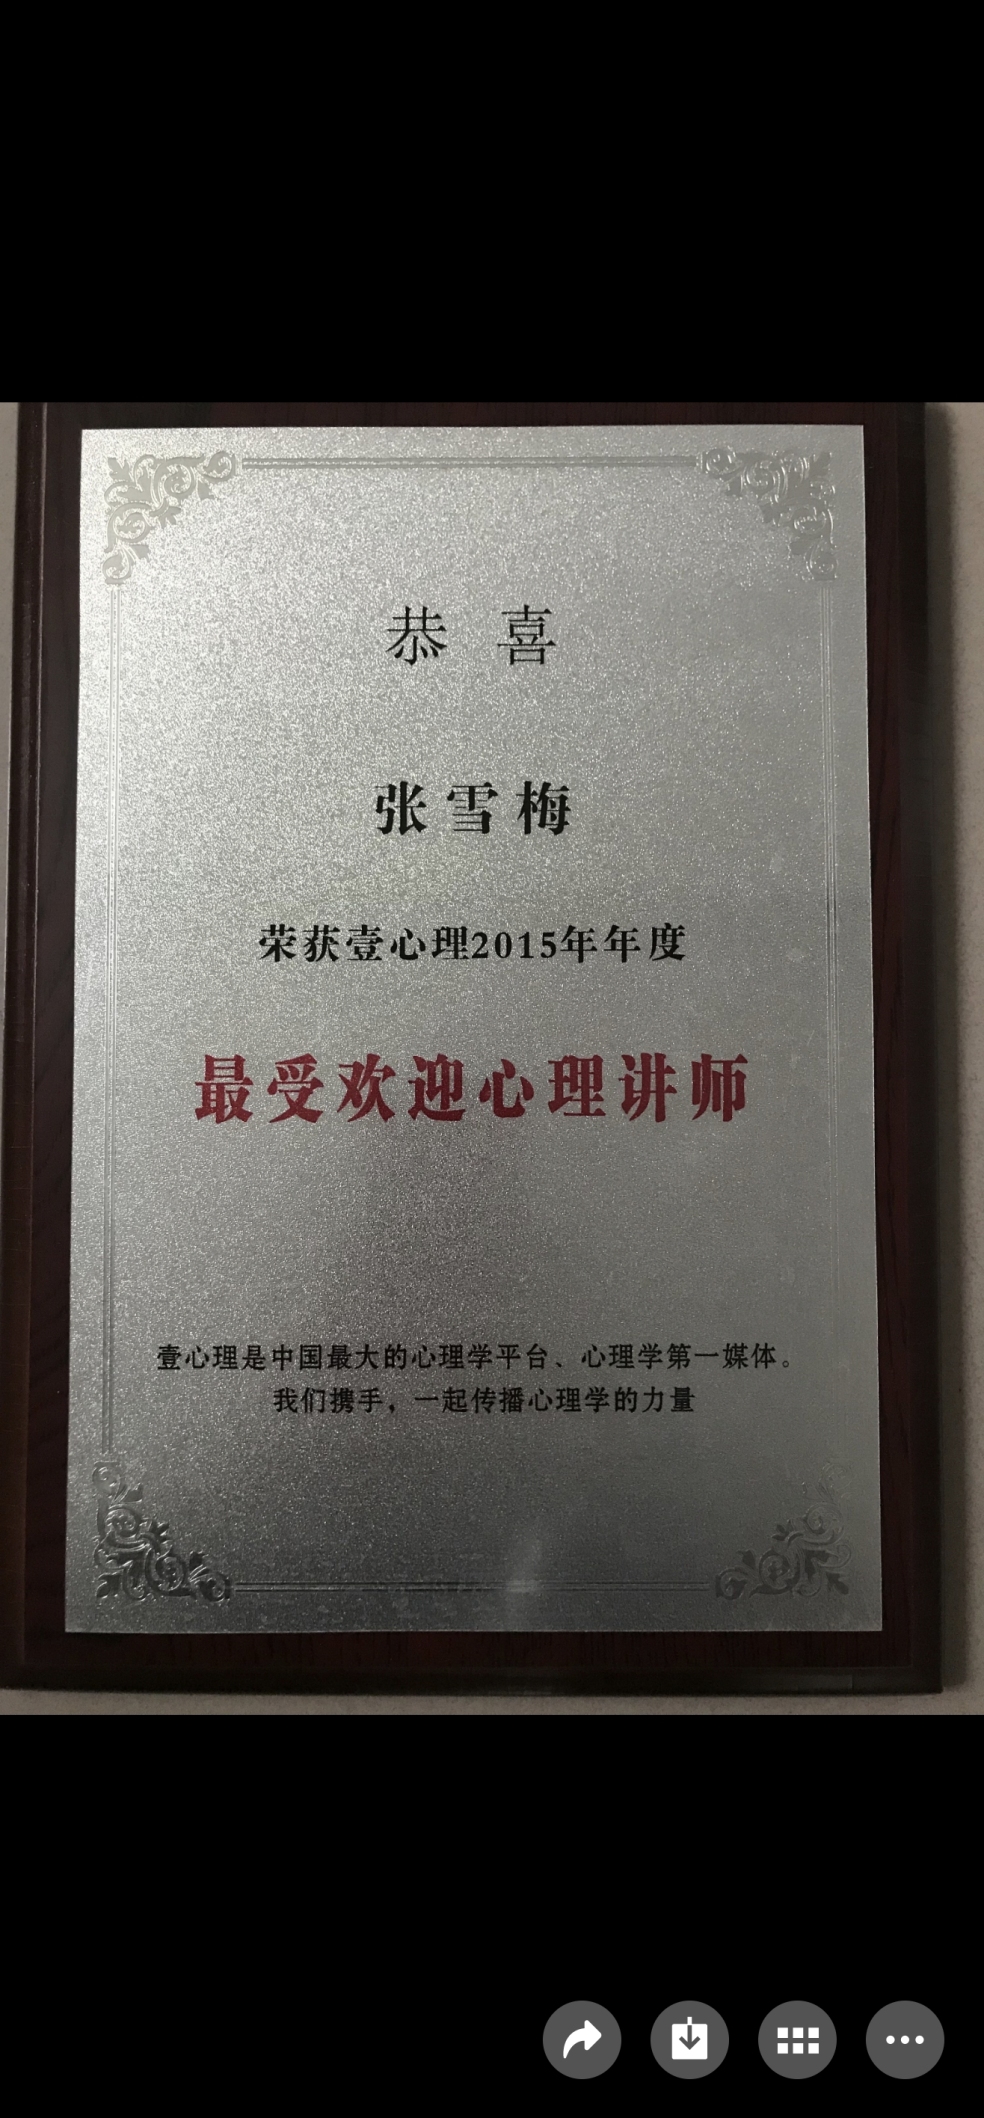 恭 喜
张雪梅
荣获壹心理2015年年度
最受欢迎心理讲师
壹心理是中国最大的心理学平台、心理学第一媒体。
我们携手，一起传播心理学的力量